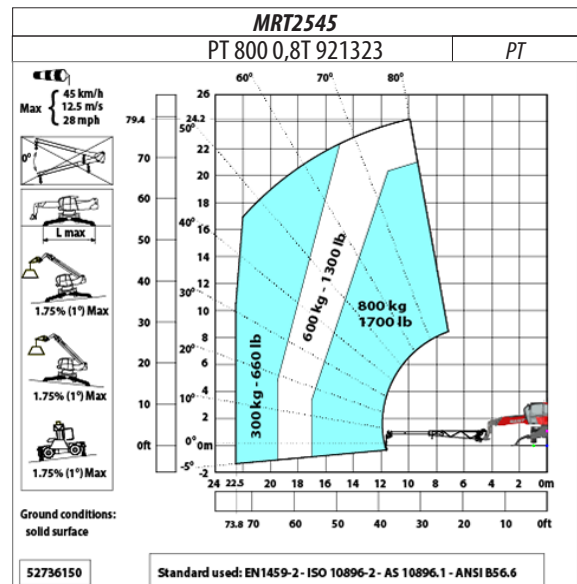 MRT2545
PT 800 0,8T 921323
PT
Max { 45 km/h
12.5 m/s
28 mph
0°
L max
1.75% (1°) Max
1.75% (1°) Max
1.75% (1°) Max
Ground conditions:
solid surface
79.4
70
60
50
40
30
20
10
0ft
26
24.2
22
20
18
16
14
12
10
8
6
4
2
0m
-2
60°
70°
80°
50°
40°
30°
20°
10°
0°
-5°
300 kg - 660 lb
600 kg - 1300 lb
800 kg
1700 lb
24 22.5 20 18 16 14 12 10 8 6 4 2 0m
73.8 70 60 50 40 30 20 10 0ft
52736150
Standard used: EN1459-2 - ISO 10896-2 - AS 10896.1 - ANSI B56.6